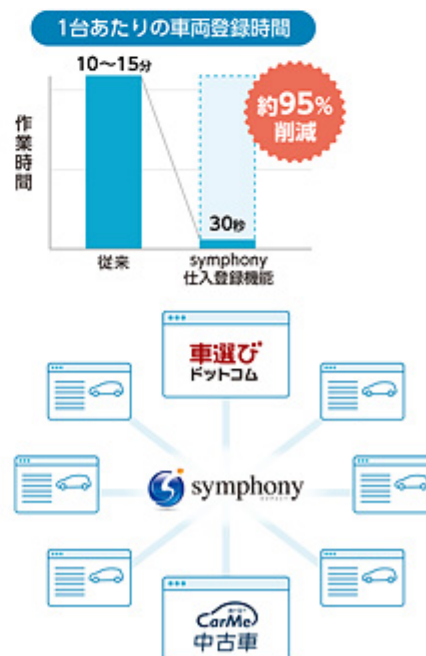 1台あたりの車両登録時間
10〜15分
約95%
削減
作業時間
30秒
従来
symphony
仕入登録機能
車選び
ドットコム
symphony
CarMe
中古車